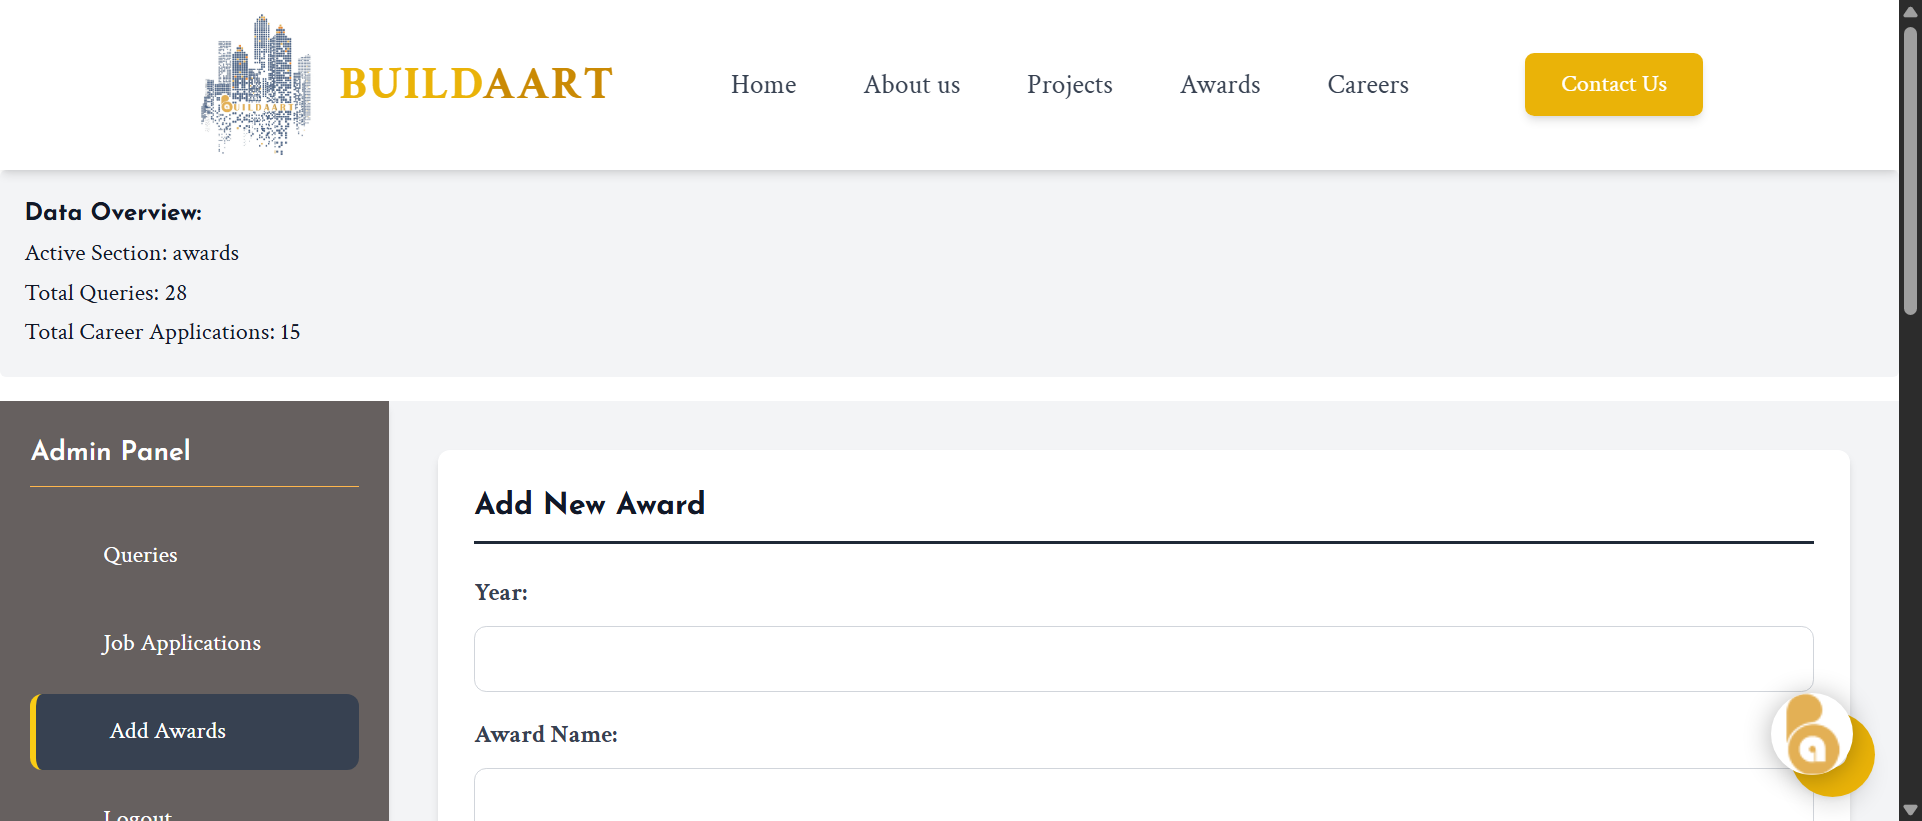 BUILDAART
BUILDAART
Home
About us
Projects
Awards
Careers
Contact Us
Data Overview:
Active Section: awards
Total Queries: 28
Total Career Applications: 15
Admin Panel
Queries
Job Applications
Add Awards
Logout
Add New Award
Year:
Award Name:
ba